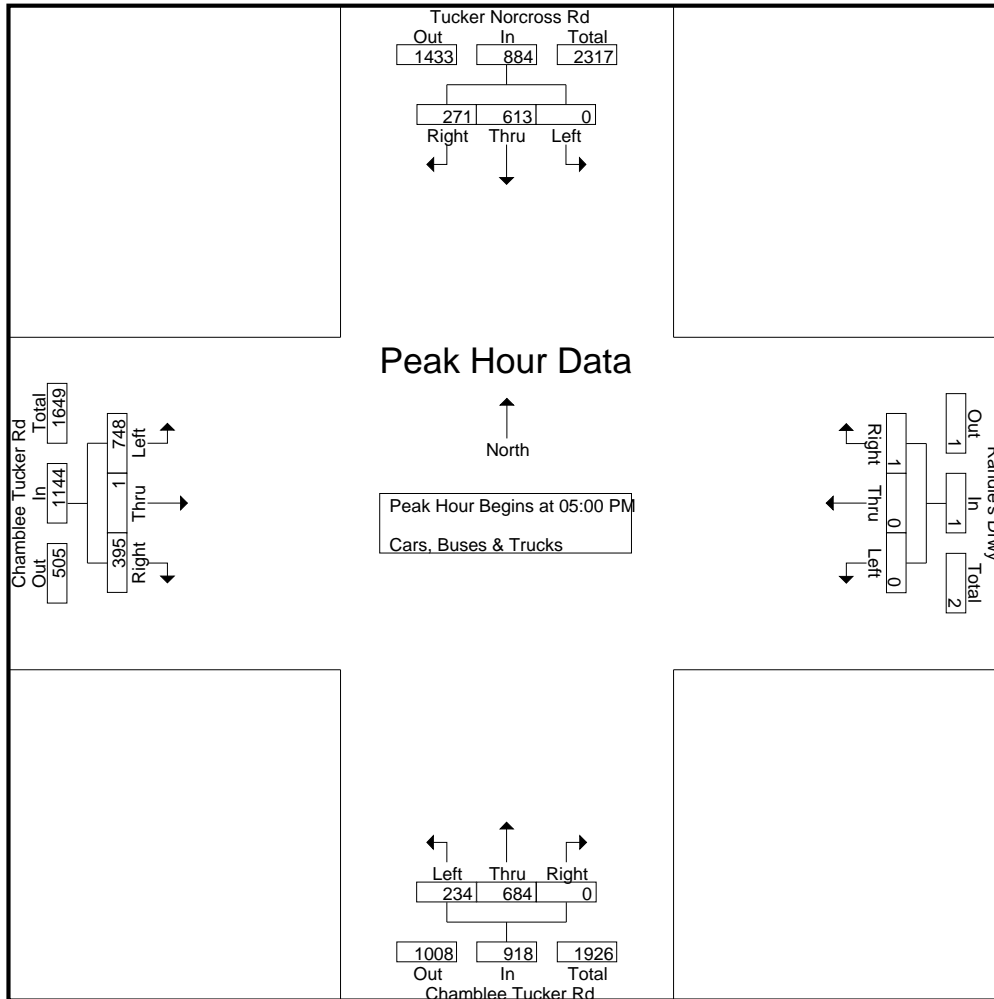 Tucker Norcross Rd
Out In Total
1433 884 2317
271 613 0
Right Thru Left
Peak Hour Data
North
Peak Hour Begins at 05:00 PM
Cars, Buses & Trucks
Chamblee Tucker Rd
Total In Out
1649 1144 505
748 1 395
Left Thru Right
Drwy
Out In Total
1 1 2
1 0 0
Right Thru Left
Left Thru Right
234 684 0
1008 918 1926
Out In Total
Chamblee Tucker Rd